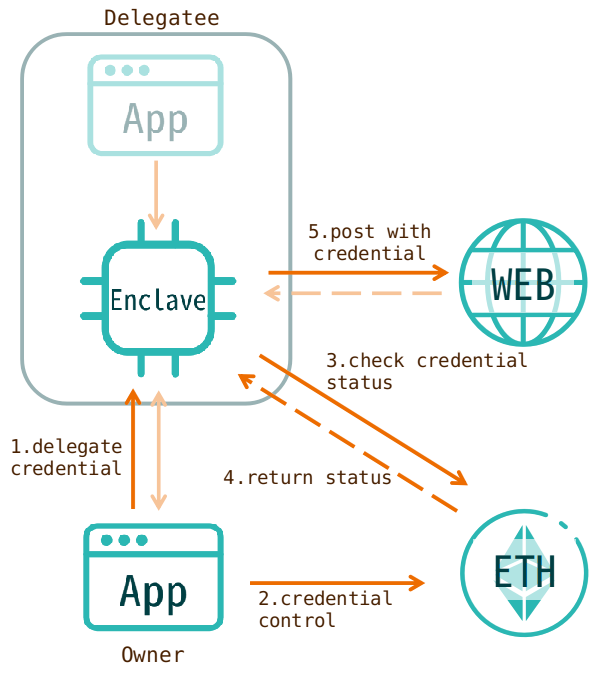 Delegatee
App
Enclave
5.post with
credential
WEB
3.check credential
status
1.delegate
credential
4.return status
App
ETH
2.credential
control
Owner